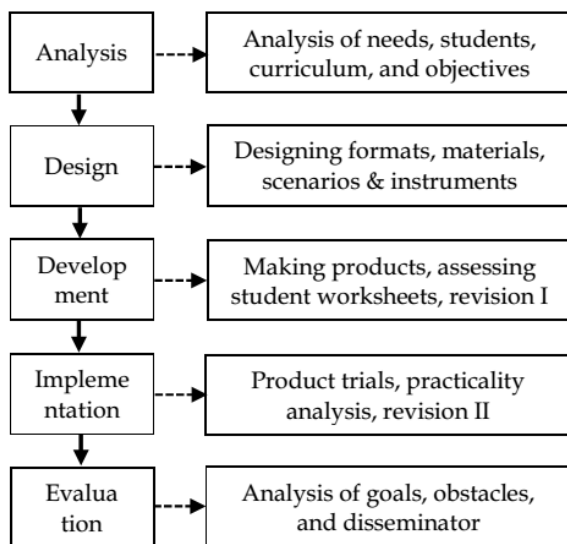 Analysis
Analysis of needs, students,
curriculum, and objectives
Design
Designing formats, materials,
scenarios & instruments
Develop
ment
Making products, assessing
student worksheets, revision I
Impleme
ntation
Product trials, practicality
analysis, revision II
Evalua
tion
Analysis of goals, obstacles,
and disseminator